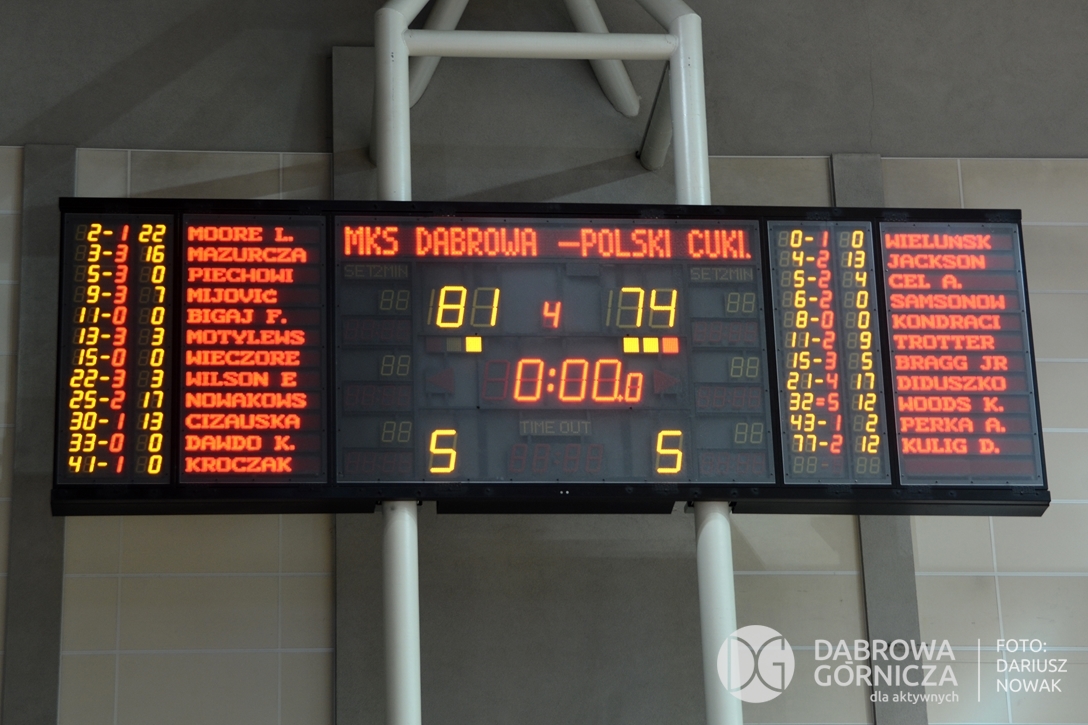 MKS DABROWA -POLSKI CUKI.
2-1 22 MOORE L.
3-3 16 MAZURCZA
5-3 0 PIECHOWI
9-3 7 MIJOVIC
11-0 0 BIGAJ F.
13-3 3 MOTYLEWS
15-0 0 WIECZORE
22-3 3 WILSON E
25-2 17 NOWAKOWS
30-1 13 CIZAUSKA
33-0 0 DAWDO K.
41-1 0 KROCZAK
SET2MIN SET2MIN
81 4 74
0:00.0
TIME OUT
5 5
0-1 0 WIELUNSK
4-2 13 JACKSON
5-2 4 CEL A.
6-2 0 SAMSONOW
8-0 0 KONDRACI
11-2 9 TROTTER
15-3 5 BRAGG JR
21-4 17 DIDUSZKO
32=5 12 WOODS K.
43-1 2 PERKA A.
77-2 12 KULIG D.
DG DABROWA
GÓRNICZA
dla aktywnych
FOTO:
DARIUSZ
NOWAK